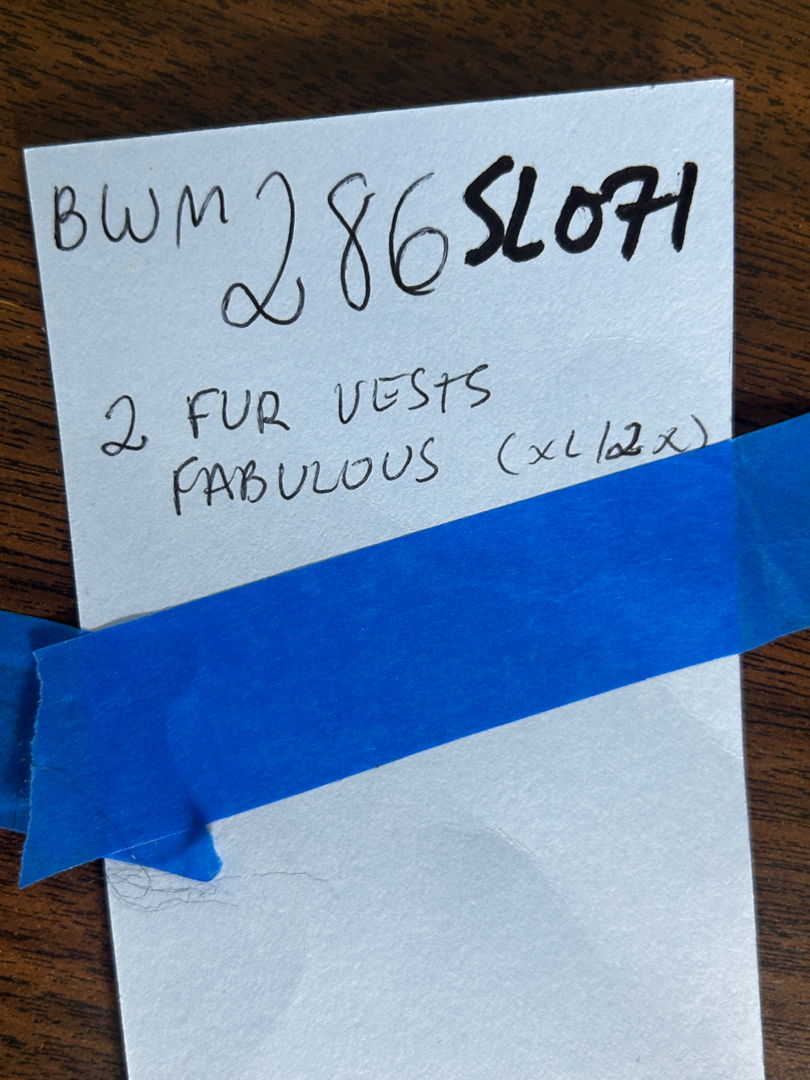 BWM 286 SL071
2 FUR VESTS
FABULOUS (XL/2X)